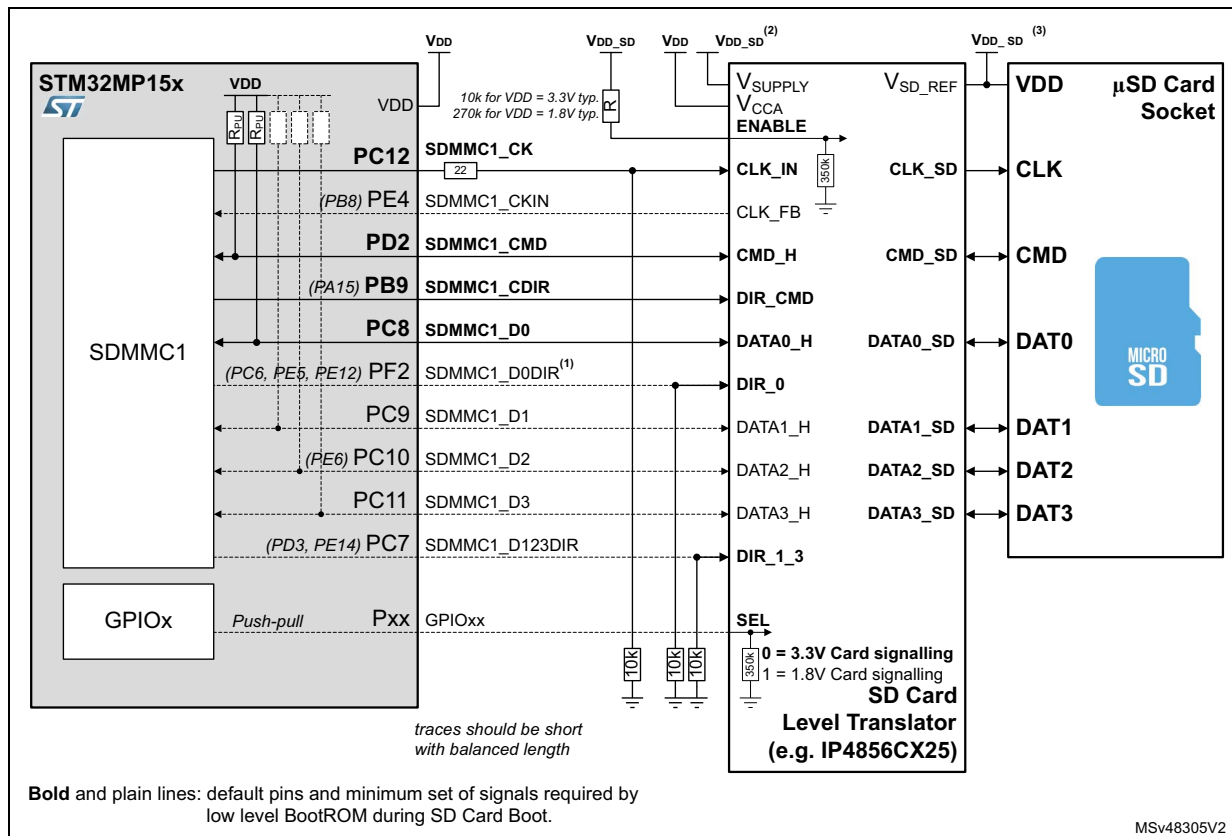 VDD
VDD_SD
VDD
VDD_SD (2)
VDD_ SD (3)
STM32MP15x
ST
VDD
VDD
RPU
RPU
10k for VDD = 3.3V typ.
270k for VDD = 1.8V typ.
R
VSUPPLY
VCCA
ENABLE
350k
VSD_REF
VDD
µSD Card
Socket
SDMMC1
PC12
SDMMC1_CK
22
CLK_IN
CLK_SD
CLK
(PB8) PE4
SDMMC1_CKIN
CLK_FB
PD2
SDMMC1_CMD
CMD_H
CMD_SD
CMD
(PA15) PB9
SDMMC1_CDIR
DIR_CMD
PC8
SDMMC1_D0
DATA0_H
DATA0_SD
DAT0
MICRO
SD
(PC6, PE5, PE12) PF2
SDMMC1_D0DIR(1)
DIR_0
PC9
SDMMC1_D1
DATA1_H
DATA1_SD
DAT1
(PE6) PC10
SDMMC1_D2
DATA2_H
DATA2_SD
DAT2
PC11
SDMMC1_D3
DATA3_H
DATA3_SD
DAT3
(PD3, PE14) PC7
SDMMC1_D123DIR
DIR_1_3
GPIOx
Push-pull
Pxx
GPIOxx
SEL
10k
10k
10k
350k
0 = 3.3V Card signalling
1 = 1.8V Card signalling
SD Card
Level Translator
(e.g. IP4856CX25)
traces should be short
with balanced length
Bold and plain lines: default pins and minimum set of signals required by
low level BootROM during SD Card Boot.
MSv48305V2